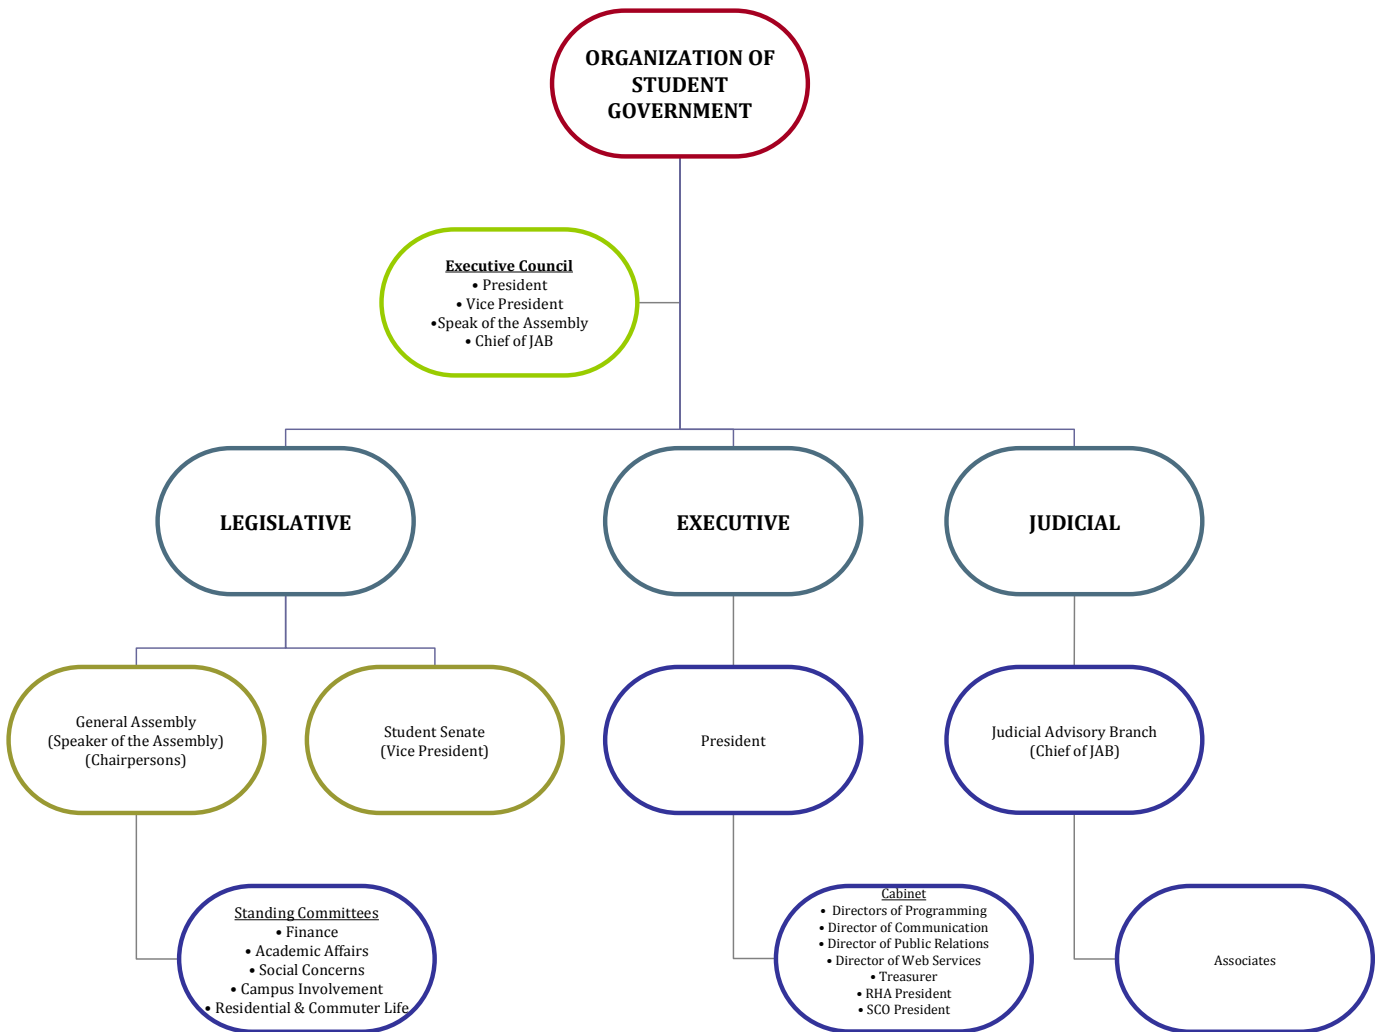 ORGANIZATION OF
STUDENT
GOVERNMENT
Executive Council
• President
• Vice President
•Speak of the Assembly
• Chief of JAB
LEGISLATIVE
EXECUTIVE
JUDICIAL
General Assembly
(Speaker of the Assembly)
(Chairpersons)
Student Senate
(Vice President)
President
Judicial Advisory Branch
(Chief of JAB)
Standing Committees
• Finance
• Academic Affairs
• Social Concerns
• Campus Involvement
• Residential & Commuter Life
Cabinet
• Directors of Programming
• Director of Communication
• Director of Public Relations
• Director of Web Services
• Treasurer
• RHA President
• SCO President
Associates